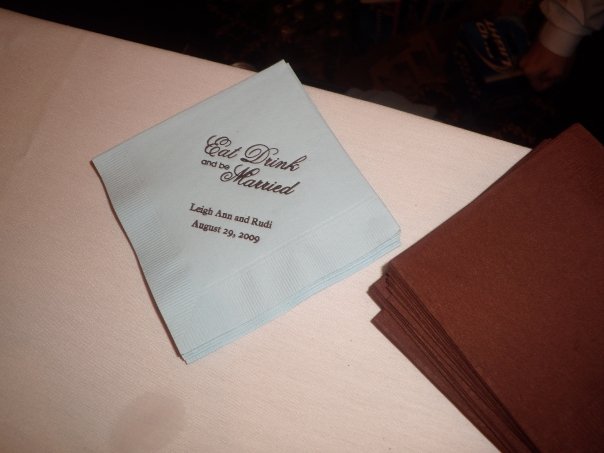 Eat Drink
and be
Married
Leigh Ann and Rudi
August 29, 2009